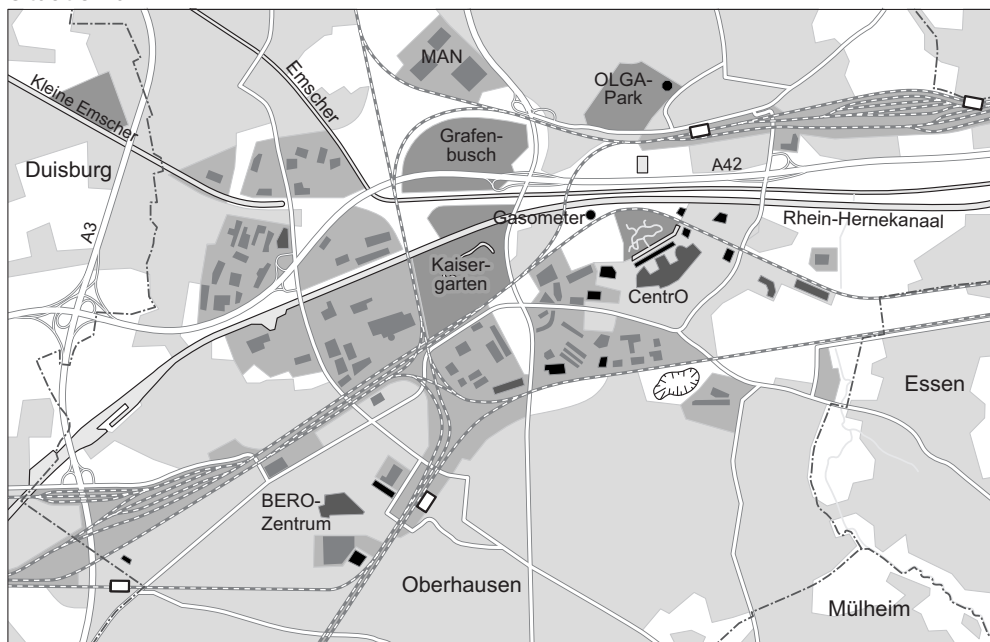 MAN
OLGA-
Park
Kleine Emscher
Emscher
Grafen-
busch
A42
Duisburg
A3
Gasometer
Rhein-Hernekanaal
Kaiser-
garten
CentrO
Essen
BERO-
Zentrum
Oberhausen
Mülheim